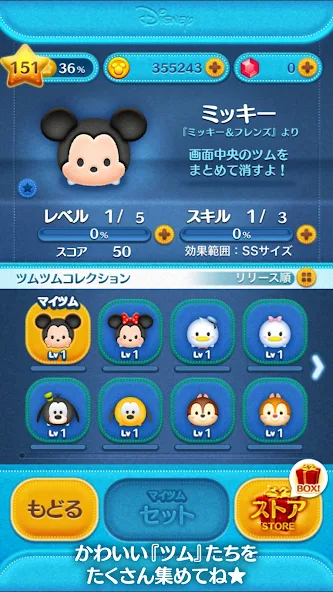 Disney
151
36%
355243
0
ミッキー
『ミッキー&フレンズ』より
画面中央のツムを
まとめて消すよ！
レベル 1/ 5
スキル 1/ 3
0%
0%
スコア 50
効果範囲：SSサイズ
ツムツムコレクション
リリース順
マイツム
Lv 1
Lv 1
Lv 1
Lv 1
Lv 1
Lv 1
Lv 1
Lv 1
もどる
マイツム
セット
BOX!
ストア
STORE
かわいい『ツム』たちを
たくさん集めてね★